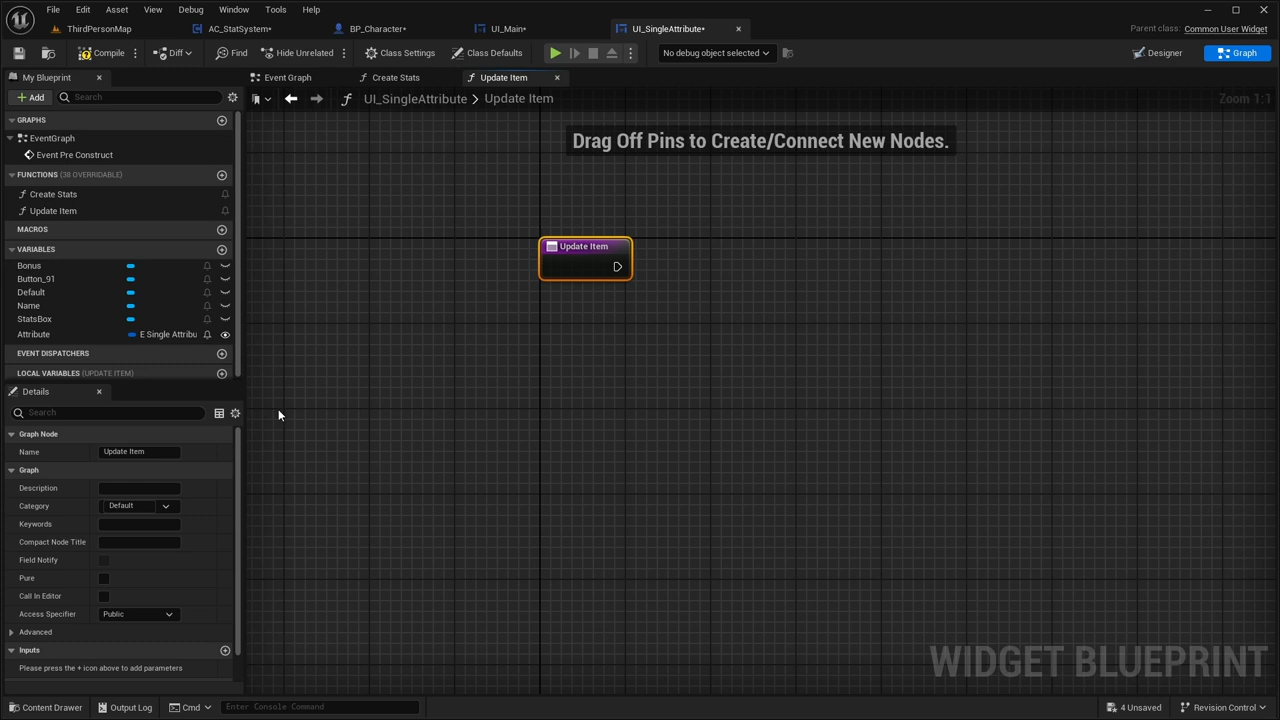 File Edit Asset View Debug Window Tools Help
ThirdPersonMap AC_StatSystem* BP_Character* UI_Main* UI_SingleAttribute* Parent class: Common User Widget
Compile Diff Find Hide Unrelated Class Settings Class Defaults No debug object selected Designer Graph
My Blueprint Event Graph Create Stats Update Item
Add Search UI_SingleAttribute Update Item Zoom 1:1
GRAPHS
EventGraph
Event Pre Construct
FUNCTIONS (38 OVERRIDABLE)
Create Stats
Update Item
MACROS
VARIABLES
Bonus
Button_91
Default
Name
StatsBox
Attribute E Single Attribu
EVENT DISPATCHERS
LOCAL VARIABLES (UPDATE ITEM)
Drag Off Pins to Create/Connect New Nodes.
Update Item
Details
Search
Graph Node
Name Update Item
Graph
Description
Category Default
Keywords
Compact Node Title
Field Notify
Pure
Call In Editor
Access Specifier Public
Advanced
Inputs
Please press the + icon above to add parameters
WIDGET BLUEPRINT
Content Drawer Output Log Cmd Enter Console Command 4 Unsaved Revision Control